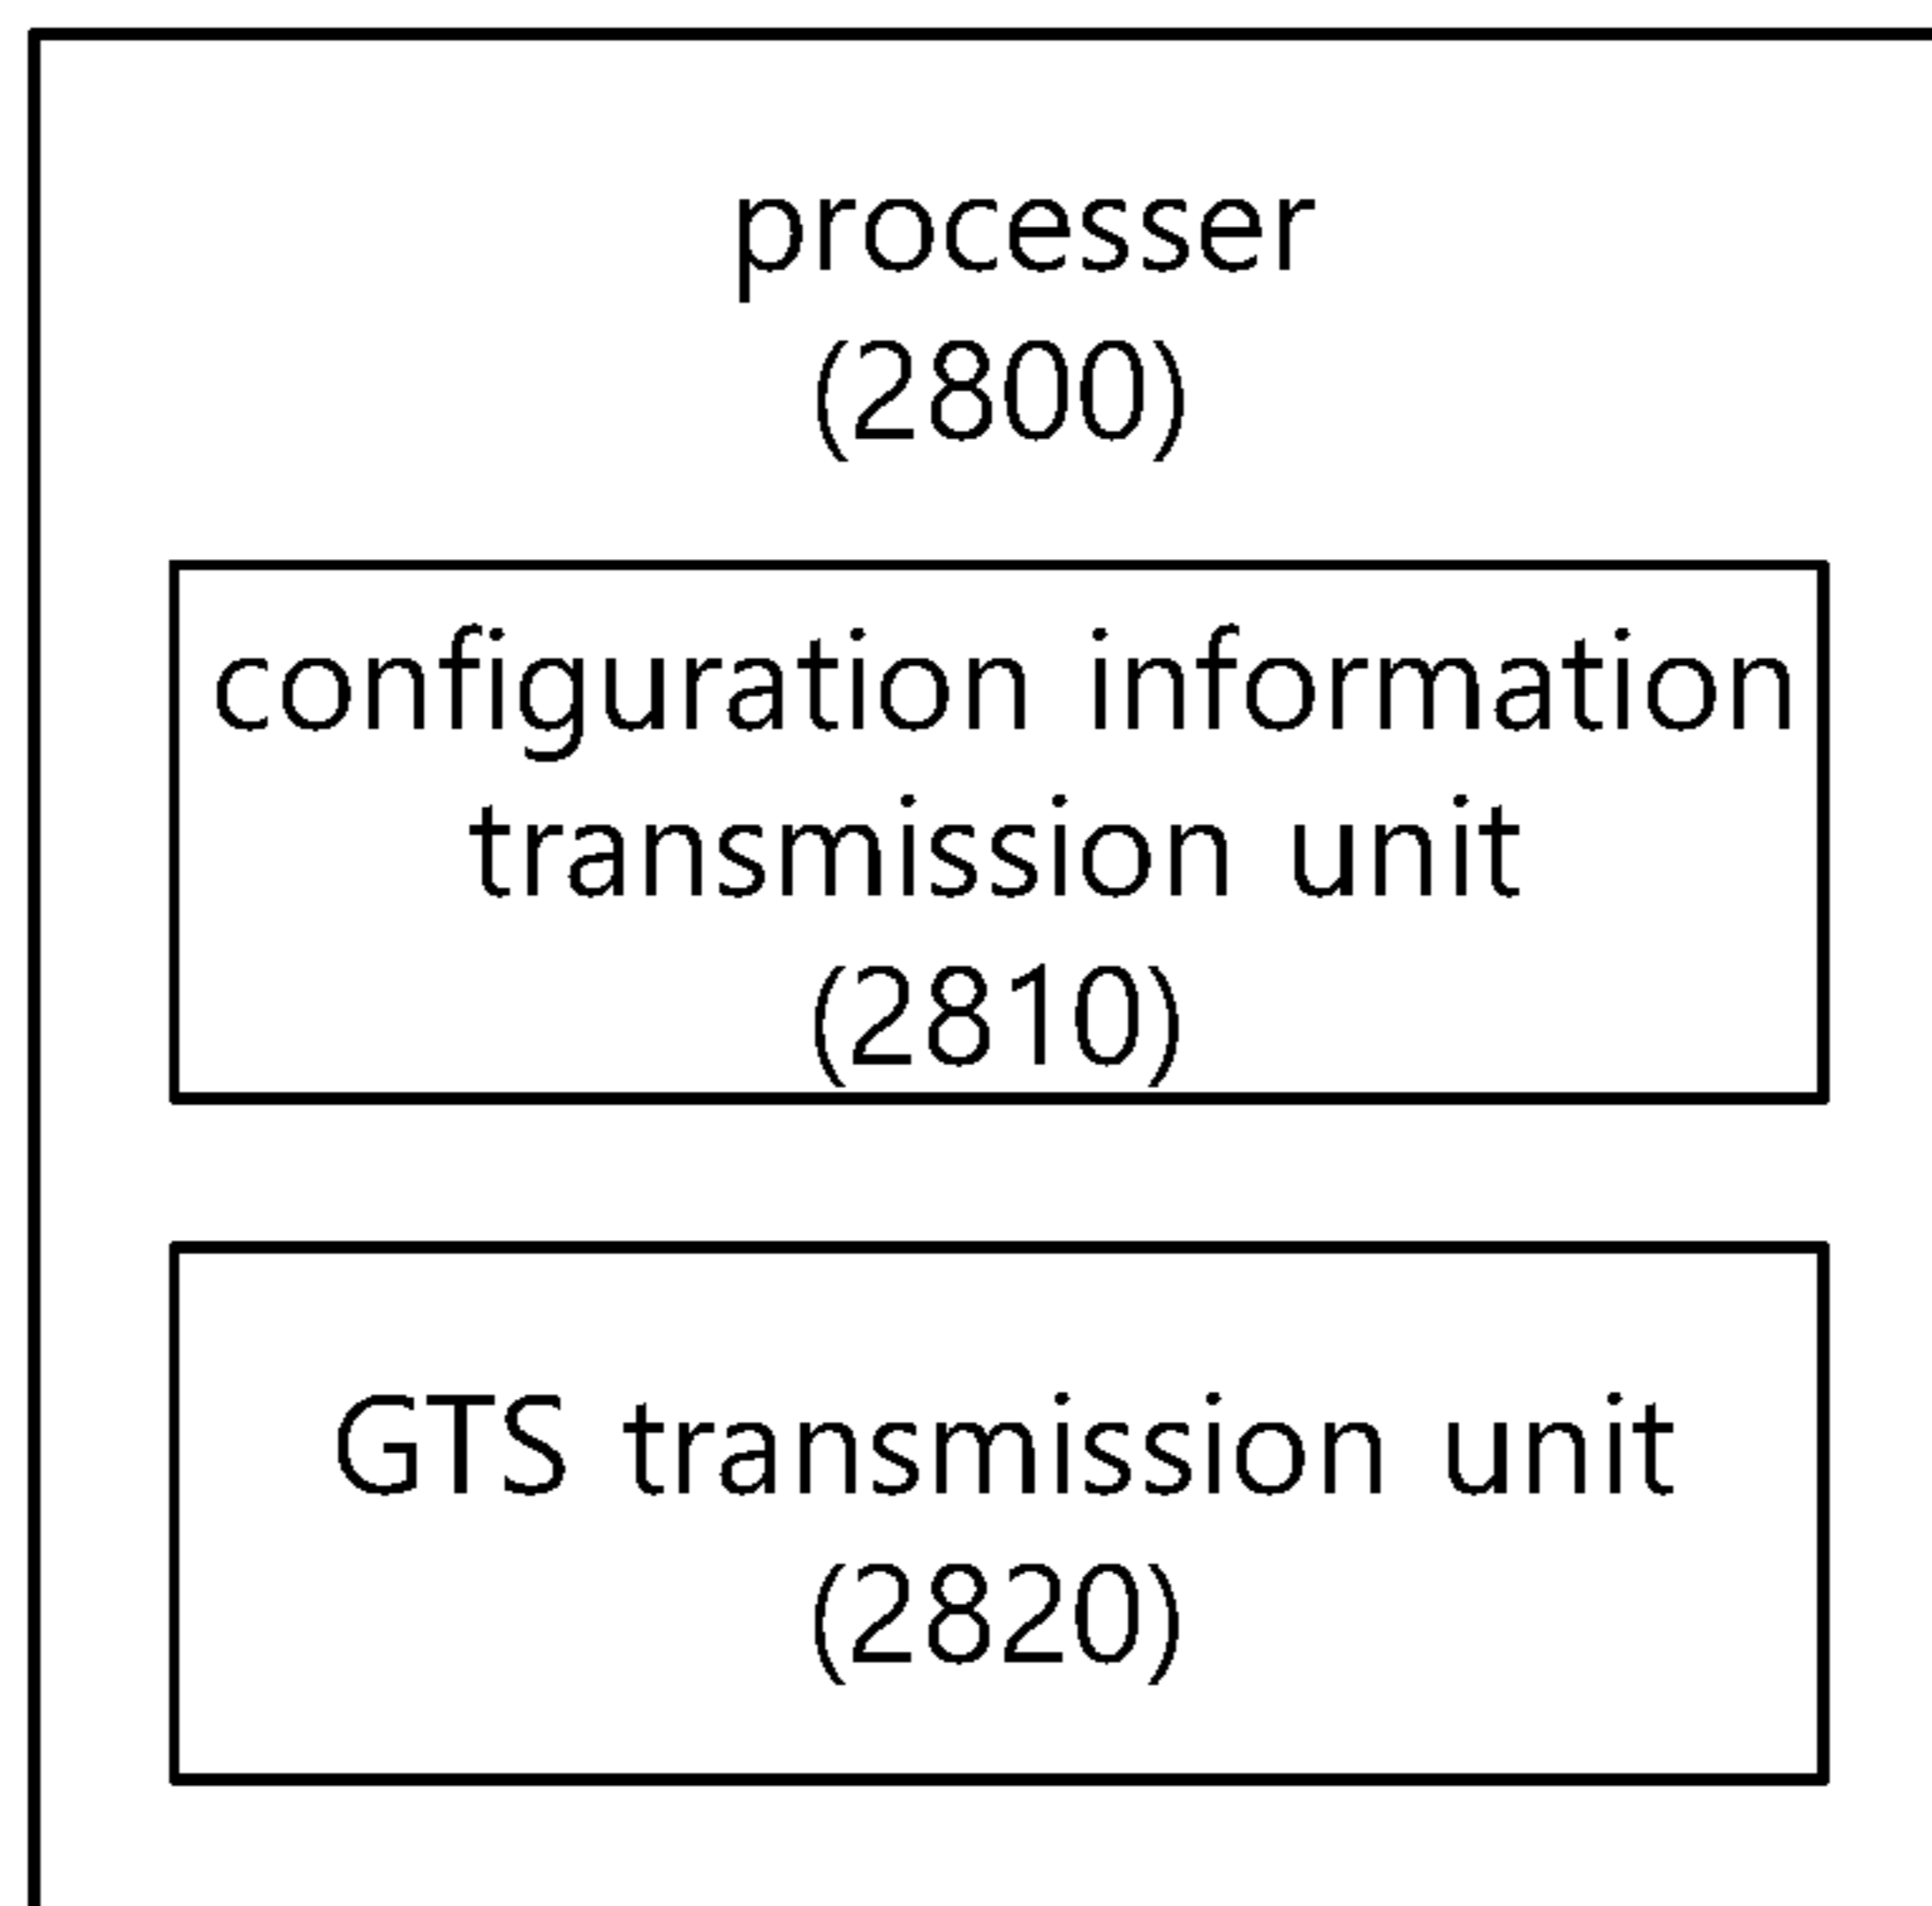 processer
(2800)
configuration information
transmission unit
(2810)
GTS transmission unit
(2820)